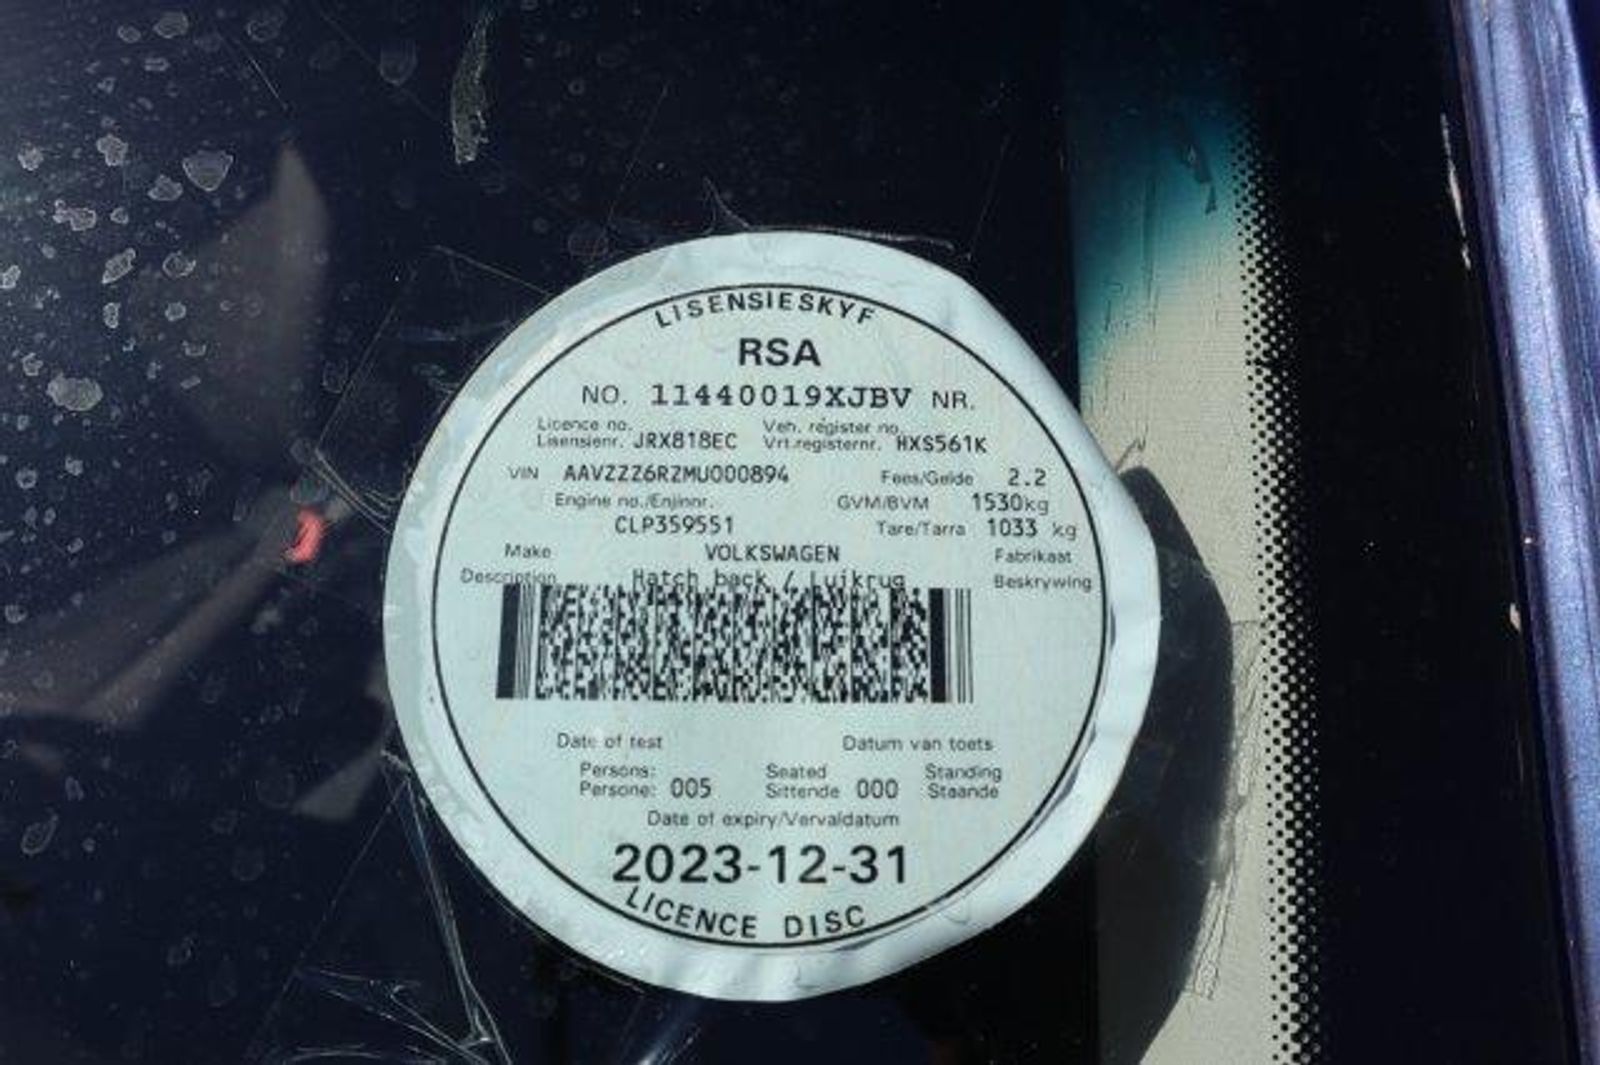 LISENSIESKYF
RSA
NO. 11440019XJBV NR.
Licence no. Veh. register no.
Lisensienr. JRX818EC Vrt.registernr. HXS561K
VIN AAVZZZ6RZMU000894 Fees/Gelde 2.2
Engine no./Enjinnr. GVM/BVM 1530kg
CLP359551 Tare/Tarra 1033 kg
Make VOLKSWAGEN Fabrikaat
Description Hatch back / Luikrug Beskrywing
Date of test Datum van toets
Persons: Seated Standing
Persone: 005 Sittende 000 Staande
Date of expiry/Vervaldatum
2023-12-31
LICENCE DISC